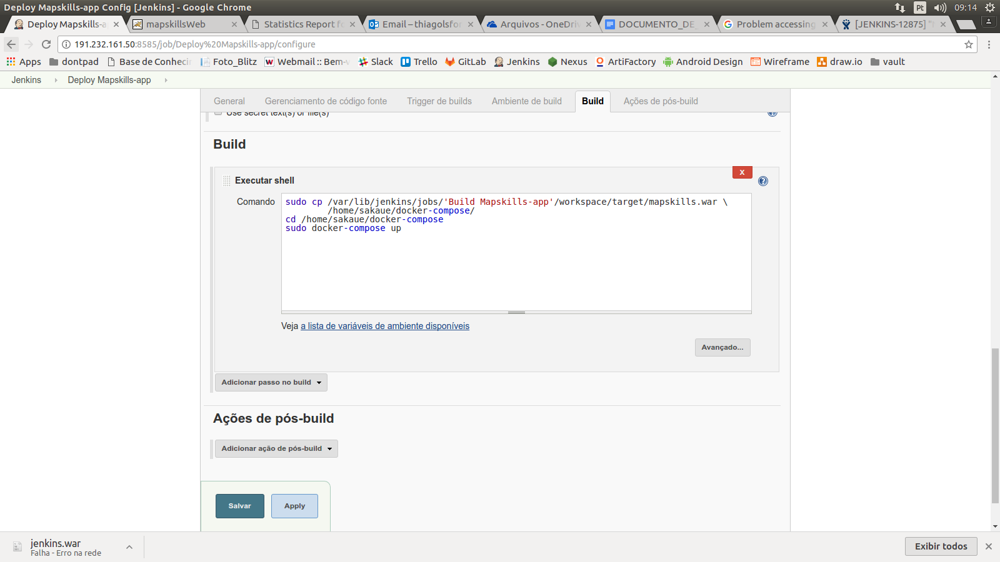 Deploy Mapskills-app Config [Jenkins] - Google Chrome
Pt
09:14
Deploy Mapskills-a
mapskillsWeb
Statistics Report fo
Email – thiagolsfor
Arquivos - OneDriv
DOCUMENTO_DE_
Problem accessing
[JENKINS-12875] "
191.232.161.50:8585/job/Deploy%20Mapskills-app/configure
Apps
dontpad
Base de Conheci
Foto_Blitz
Webmail :: Bem-v
Slack
Trello
GitLab
Jenkins
Nexus
ArtiFactory
Android Design
Wireframe
draw.io
vault
Jenkins
Deploy Mapskills-app
General
Gerenciamento de código fonte
Trigger de builds
Ambiente de build
Build
Ações de pós-build
Use secret text(s) or file(s)
Build
X
Executar shell
Comando
sudo cp /var/lib/jenkins/jobs/'Build Mapskills-app'/workspace/target/mapskills.war \
/home/sakaue/docker-compose/
cd /home/sakaue/docker-compose
sudo docker-compose up
Veja a lista de variáveis de ambiente disponíveis
Avançado...
Adicionar passo no build
Ações de pós-build
Adicionar ação de pós-build
Salvar
Apply
jenkins.war
Falha - Erro na rede
Exibir todos